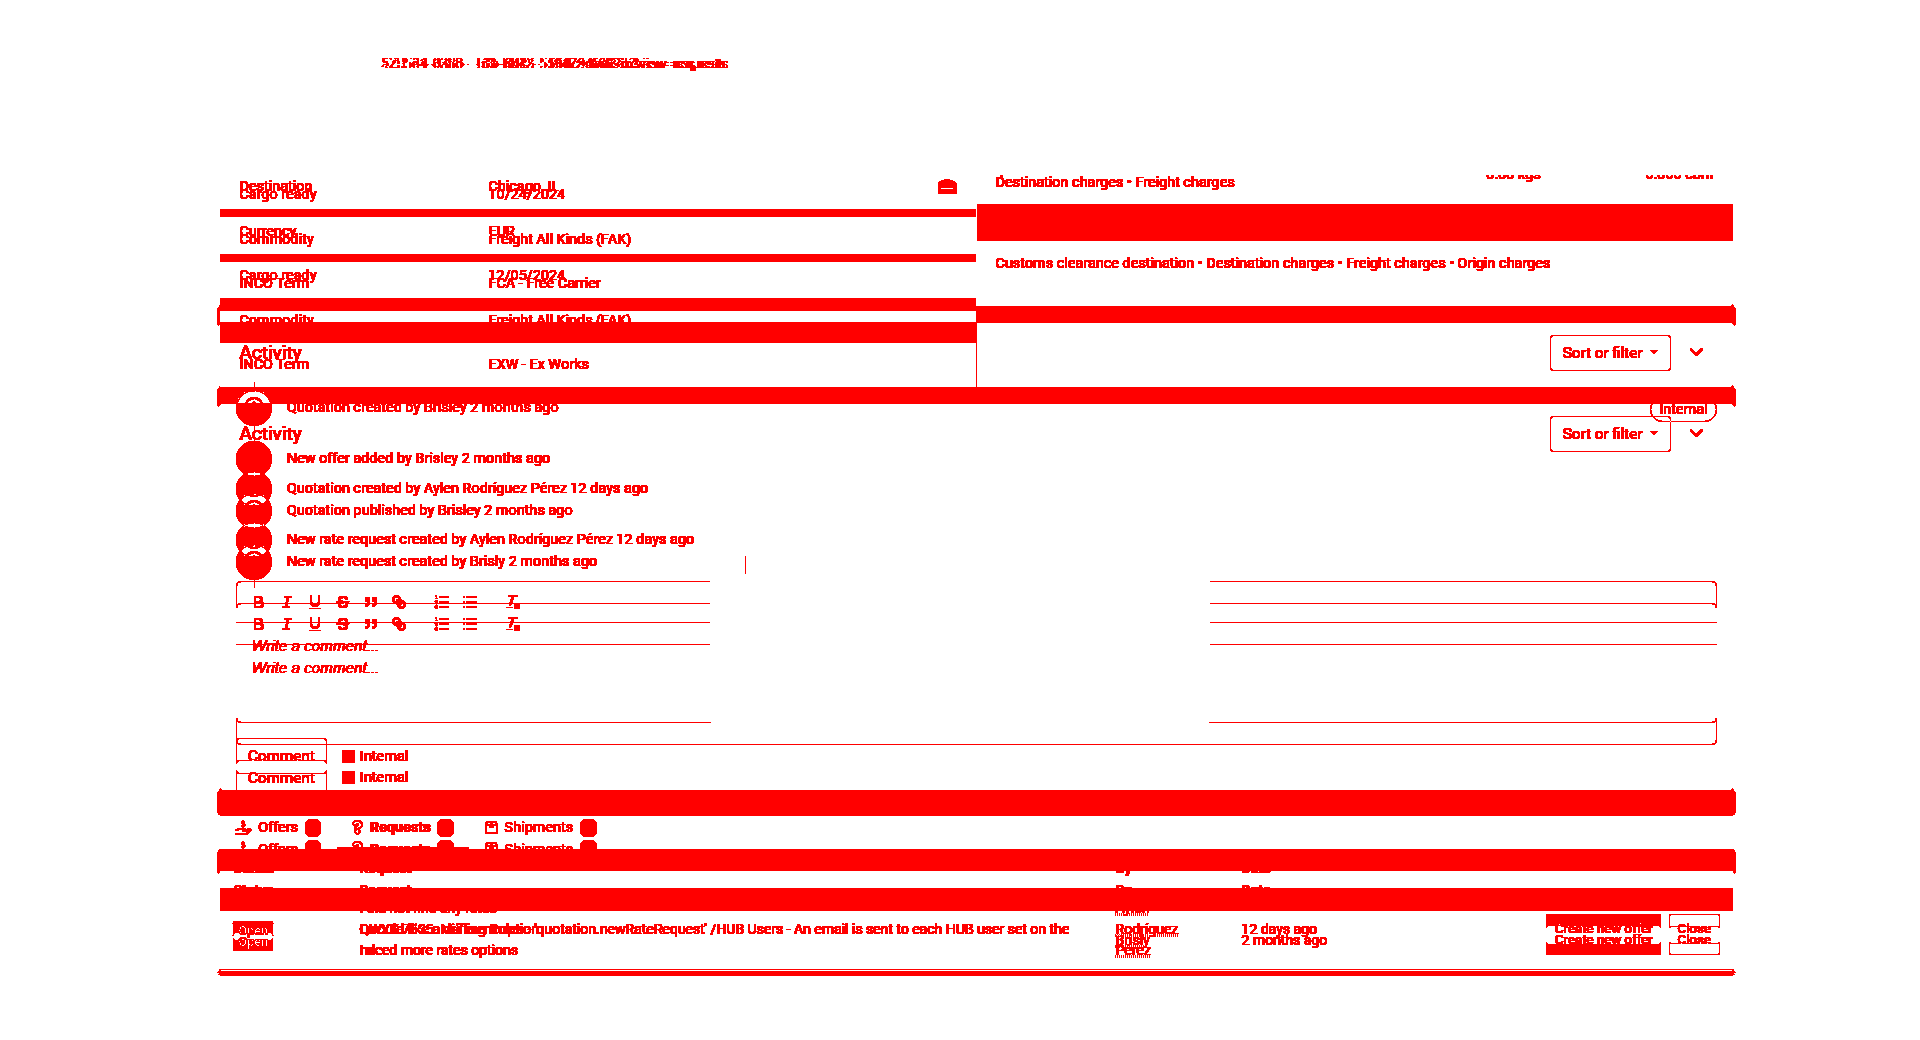 Destination Chicago, IL
Destination charges · Freight charges
Cargo ready 10/24/2024
Currency EUR
Commodity Freight All Kinds (FAK)
Customs clearance destination · Destination charges · Freight charges · Origin charges
Cargo ready 12/05/2024
INCO Term FCA - Free Carrier
Commodity Freight All Kinds (FAK)
Activity Sort or filter
INCO Term EXW - Ex Works
Quotation created by Brisley 2 months ago Internal
Activity Sort or filter
New offer added by Brisley 2 months ago
Quotation created by Aylen Rodríguez Pérez 12 days ago
Quotation published by Brisley 2 months ago
New rate request created by Aylen Rodríguez Pérez 12 days ago
New rate request created by Brisly 2 months ago
B I U S
B I U S
Write a comment...
Write a comment...
Comment Internal
Comment Internal
Offers Requests Shipments
Offers Requests Shipments
Open quotation.newRateRequest' /HUB Users - An email is sent to each HUB user set on the Rodríguez 12 days ago Create new offer Close
Open Brisly 2 months ago Create new offer Close
more rates options Pérez